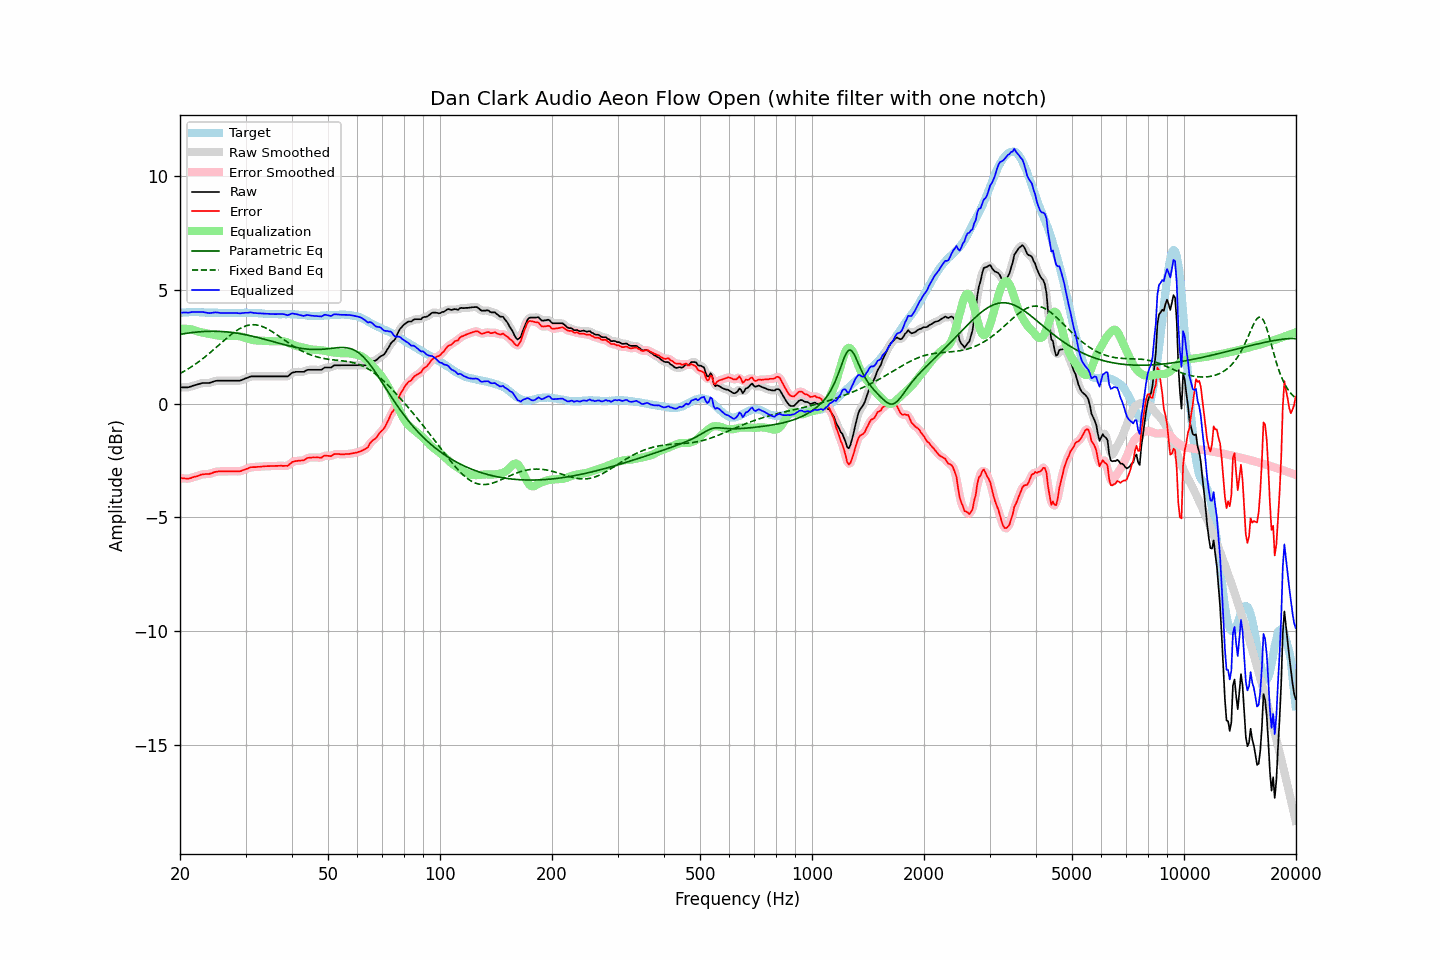 Dan Clark Audio Aeon Flow Open (white filter with one notch)
Target
Raw Smoothed
Error Smoothed
Raw
Error
Equalization
Parametric Eq
Fixed Band Eq
Equalized
10
5
0
−5
−10
−15
Amplitude (dBr)
20 50 100 200 500 1000 2000 5000 10000 20000
Frequency (Hz)